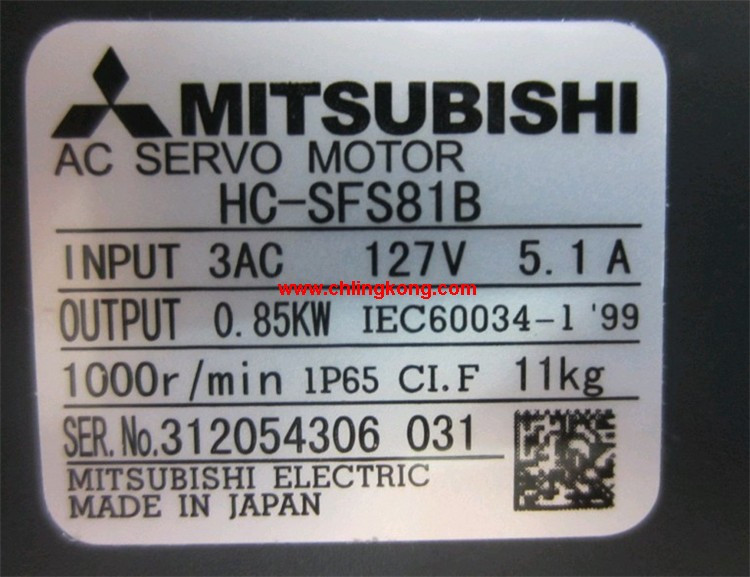 MITSUBISHI
AC SERVO MOTOR
HC-SFS81B
INPUT 3AC 127V 5.1A
www.chlingkong.com
OUTPUT 0.85KW IEC60034-1 '99
1000r/min IP65 CI.F 11kg
SER.No.312054306 031
MITSUBISHI ELECTRIC
MADE IN JAPAN